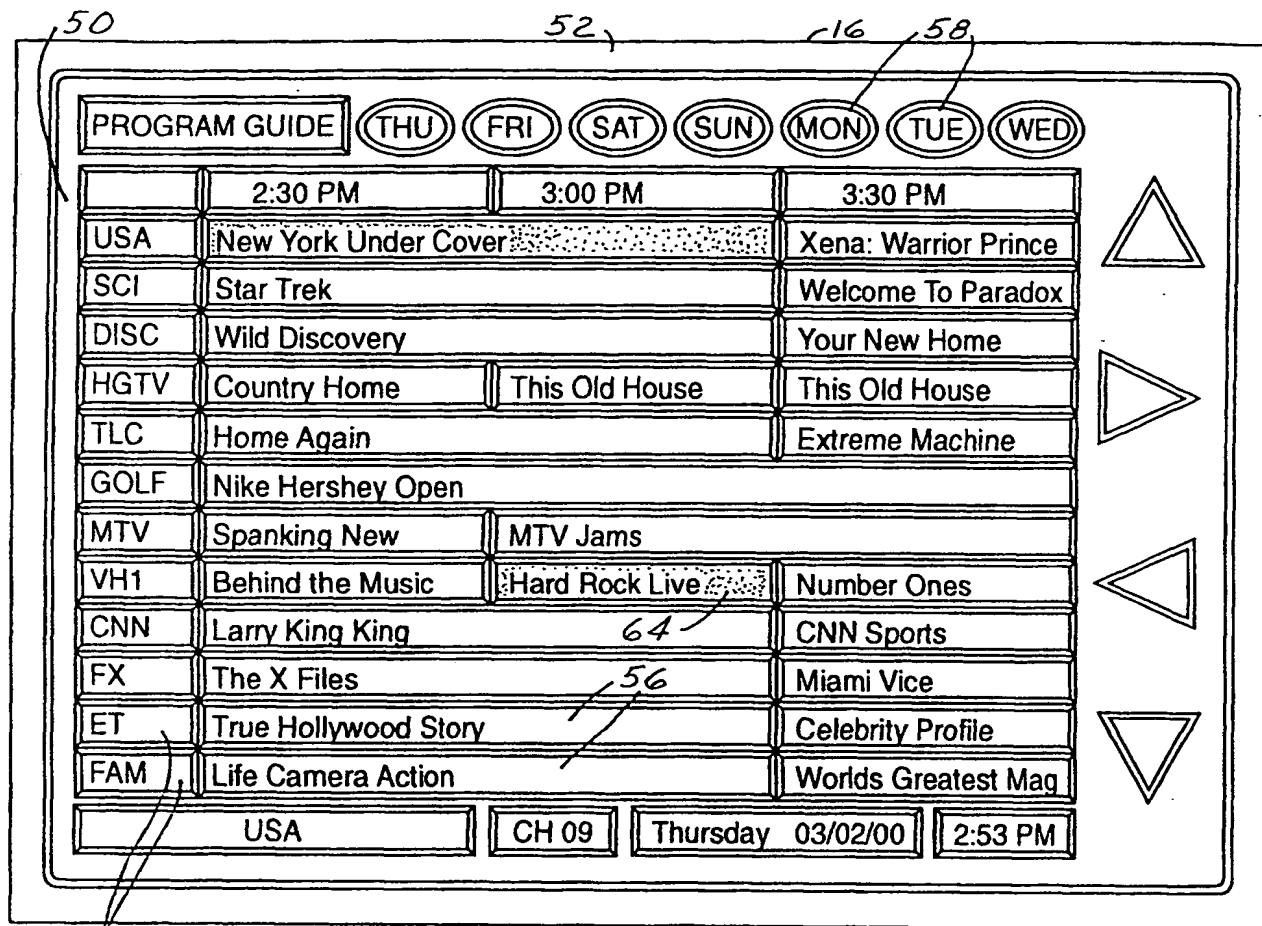 50 52 16 58
PROGRAM GUIDE THU FRI SAT SUN MON TUE WED
2:30 PM 3:00 PM 3:30 PM
USA New York Under Cover Xena: Warrior Prince
SCI Star Trek Welcome To Paradox
DISC Wild Discovery Your New Home
HGTV Country Home This Old House This Old House
TLC Home Again Extreme Machine
GOLF Nike Hershey Open
MTV Spanking New MTV Jams
VH1 Behind the Music Hard Rock Live Number Ones
CNN Larry King King 64 CNN Sports
FX The X Files 56 Miami Vice
ET True Hollywood Story Celebrity Profile
FAM Life Camera Action Worlds Greatest Mag
USA CH 09 Thursday 03/02/00 2:53 PM